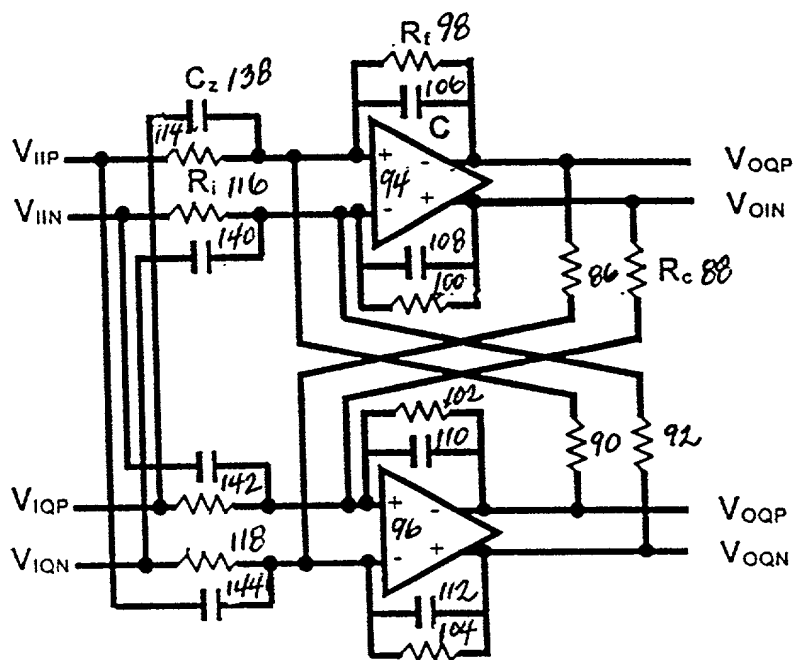 Rf 98
Cz 138
106
114
C
VIIP
+
-
VOQP
94
Ri 116
VIIN
-
+
VOIN
140
108
86
Rc 88
100
102
110
90
92
142
VIQP
+
-
VOQP
96
118
VIQN
-
+
VOQN
144
112
104